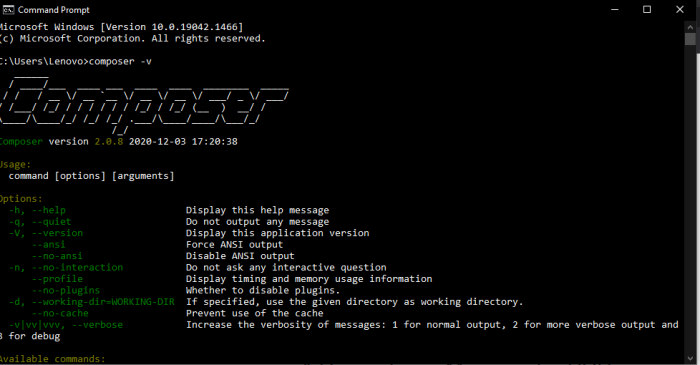 Command Prompt
Microsoft Windows [Version 10.0.19042.1466]
(c) Microsoft Corporation. All rights reserved.
C:\Users\Lenovo>composer -v
Composer
Composer version 2.0.8 2020-12-03 17:20:38
Usage:
command [options] [arguments]
Options:
-h, --help Display this help message
-q, --quiet Do not output any message
-V, --version Display this application version
--ansi Force ANSI output
--no-ansi Disable ANSI output
-n, --no-interaction Do not ask any interactive question
--profile Display timing and memory usage information
--no-plugins Whether to disable plugins.
-d, --working-dir=WORKING-DIR If specified, use the given directory as working directory.
--no-cache Prevent use of the cache
-v|vv|vvv, --verbose Increase the verbosity of messages: 1 for normal output, 2 for more verbose output and
3 for debug
Available commands: